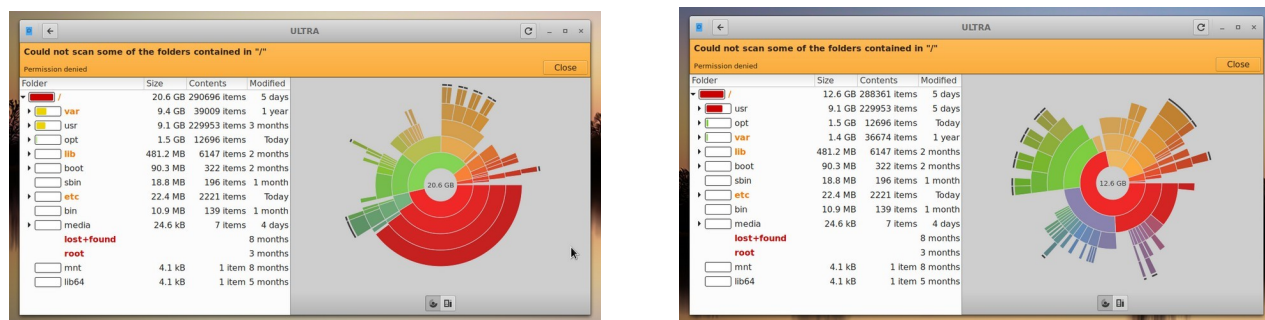 ULTRA
Could not scan some of the folders contained in "/"
Permission denied
Close
Folder Size Contents Modified
/ 20.6 GB 290696 items 5 days
var 9.4 GB 39009 items 1 year
usr 9.1 GB 229953 items 3 months
opt 1.5 GB 12696 items Today
lib 481.2 MB 6147 items 2 months
boot 90.3 MB 322 items 2 months
sbin 18.8 MB 196 items 1 month
etc 22.4 MB 2221 items Today
bin 10.9 MB 139 items 1 month
media 24.6 kB 7 items 4 days
lost+found 8 months
root 3 months
mnt 4.1 kB 1 item 8 months
lib64 4.1 kB 1 item 5 months
20.6 GB
ULTRA
Could not scan some of the folders contained in "/"
Permission denied
Close
Folder Size Contents Modified
/ 12.6 GB 288361 items 5 days
usr 9.1 GB 229953 items 3 months
opt 1.5 GB 12696 items Today
var 1.4 GB 36674 items 1 year
lib 481.2 MB 6147 items 2 months
boot 90.3 MB 322 items 2 months
sbin 18.8 MB 196 items 1 month
etc 22.4 MB 2221 items Today
bin 10.9 MB 139 items 1 month
media 24.6 kB 7 items 4 days
lost+found 8 months
root 3 months
mnt 4.1 kB 1 item 8 months
lib64 4.1 kB 1 item 5 months
12.6 GB